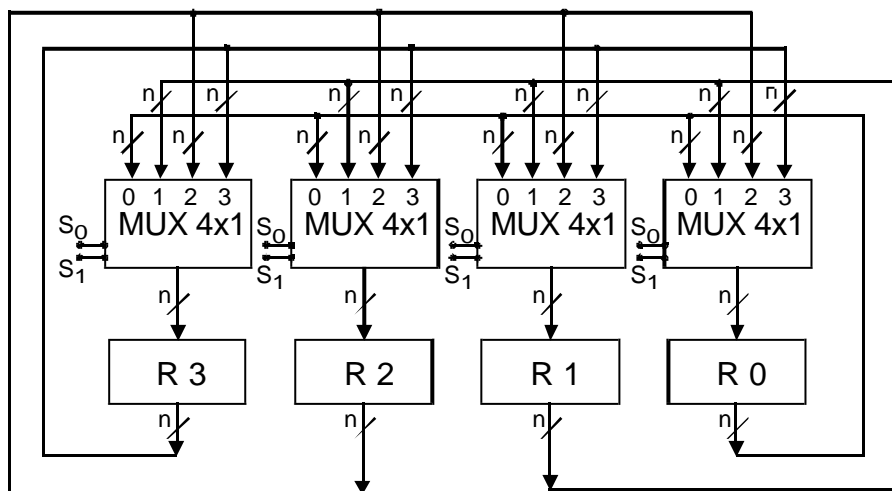 n n n n n n n n
n n n n n n n n
0 1 2 3 0 1 2 3 0 1 2 3 0 1 2 3
MUX 4x1 MUX 4x1 MUX 4x1 MUX 4x1
S0 S0 S0 S0
S1 S1 S1 S1
n n n n
R 3 R 2 R 1 R 0
n n n n